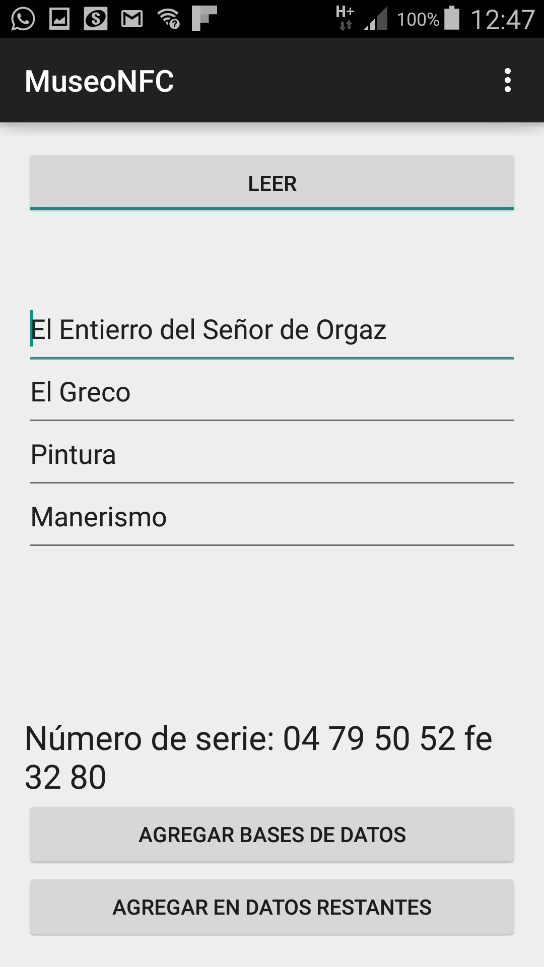 H+ 100% 12:47
MuseoNFC
LEER
El Entierro del Señor de Orgaz
El Greco
Pintura
Manerismo
Número de serie: 04 79 50 52 fe
32 80
AGREGAR BASES DE DATOS
AGREGAR EN DATOS RESTANTES